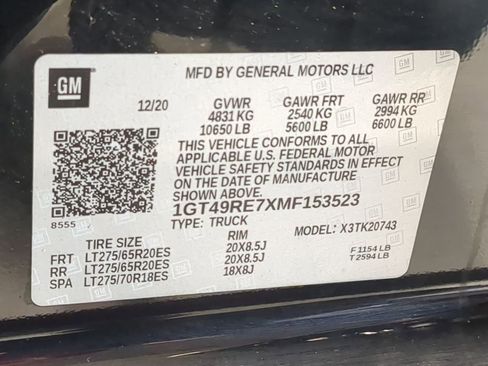 GM
MFD BY GENERAL MOTORS LLC
12/20 GVWR GAWR FRT GAWR RR
4831 KG 2540 KG 2994 KG
10650 LB 5600 LB 6600 LB
THIS VEHICLE CONFORMS TO ALL
APPLICABLE U.S. FEDERAL MOTOR
VEHICLE SAFETY STANDARDS IN EFFECT
ON THE DATE OF MANUFACTURE
SHOWN ABOVE.
1GT49RE7XMF153523
8555 TYPE: TRUCK MODEL: X3TK20743
TIRE SIZE RIM
FRT LT275/65R20ES 20X8.5J F 1154 LB
RR LT275/65R20ES 20X8.5J T 2594 LB
SPA LT275/70R18ES 18X8J